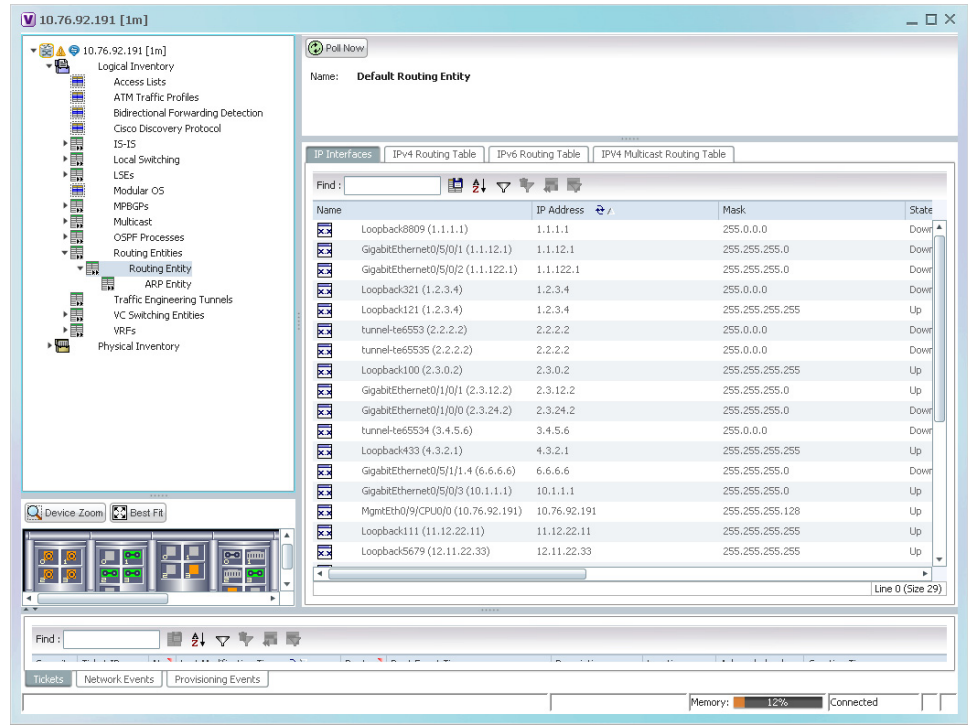 V 10.76.92.191 [1m]
10.76.92.191 [1m]
Logical Inventory
Access Lists
ATM Traffic Profiles
Bidirectional Forwarding Detection
Cisco Discovery Protocol
IS-IS
Local Switching
LSEs
Modular OS
MPBGPs
Multicast
OSPF Processes
Routing Entities
Routing Entity
ARP Entity
Traffic Engineering Tunnels
VC Switching Entities
VRFs
Physical Inventory
Device Zoom Best Fit
Poll Now
Name: Default Routing Entity
IP Interfaces IPv4 Routing Table IPv6 Routing Table IPV4 Multicast Routing Table
Find :
Name IP Address Mask State
Loopback8809 (1.1.1.1) 1.1.1.1 255.0.0.0 Down
GigabitEthernet0/5/0/1 (1.1.12.1) 1.1.12.1 255.255.255.0 Down
GigabitEthernet0/5/0/2 (1.1.122.1) 1.1.122.1 255.255.255.0 Down
Loopback321 (1.2.3.4) 1.2.3.4 255.0.0.0 Down
Loopback121 (1.2.3.4) 1.2.3.4 255.255.255.255 Up
tunnel-te6553 (2.2.2.2) 2.2.2.2 255.0.0.0 Down
tunnel-te65535 (2.2.2.2) 2.2.2.2 255.0.0.0 Down
Loopback100 (2.3.0.2) 2.3.0.2 255.255.255.255 Up
GigabitEthernet0/1/0/1 (2.3.12.2) 2.3.12.2 255.255.255.0 Up
GigabitEthernet0/1/0/0 (2.3.24.2) 2.3.24.2 255.255.255.0 Down
tunnel-te65534 (3.4.5.6) 3.4.5.6 255.0.0.0 Down
Loopback433 (4.3.2.1) 4.3.2.1 255.255.255.255 Up
GigabitEthernet0/5/1/1.4 (6.6.6.6) 6.6.6.6 255.255.255.0 Down
GigabitEthernet0/5/0/3 (10.1.1.1) 10.1.1.1 255.255.255.0 Up
MgmtEth0/9/CPU0/0 (10.76.92.191) 10.76.92.191 255.255.255.128 Up
Loopback111 (11.12.22.11) 11.12.22.11 255.255.255.255 Up
Loopback5679 (12.11.22.33) 12.11.22.33 255.255.255.255 Up
Line 0 (Size 29)
Find :
Tickets Network Events Provisioning Events
Memory: 12% Connected